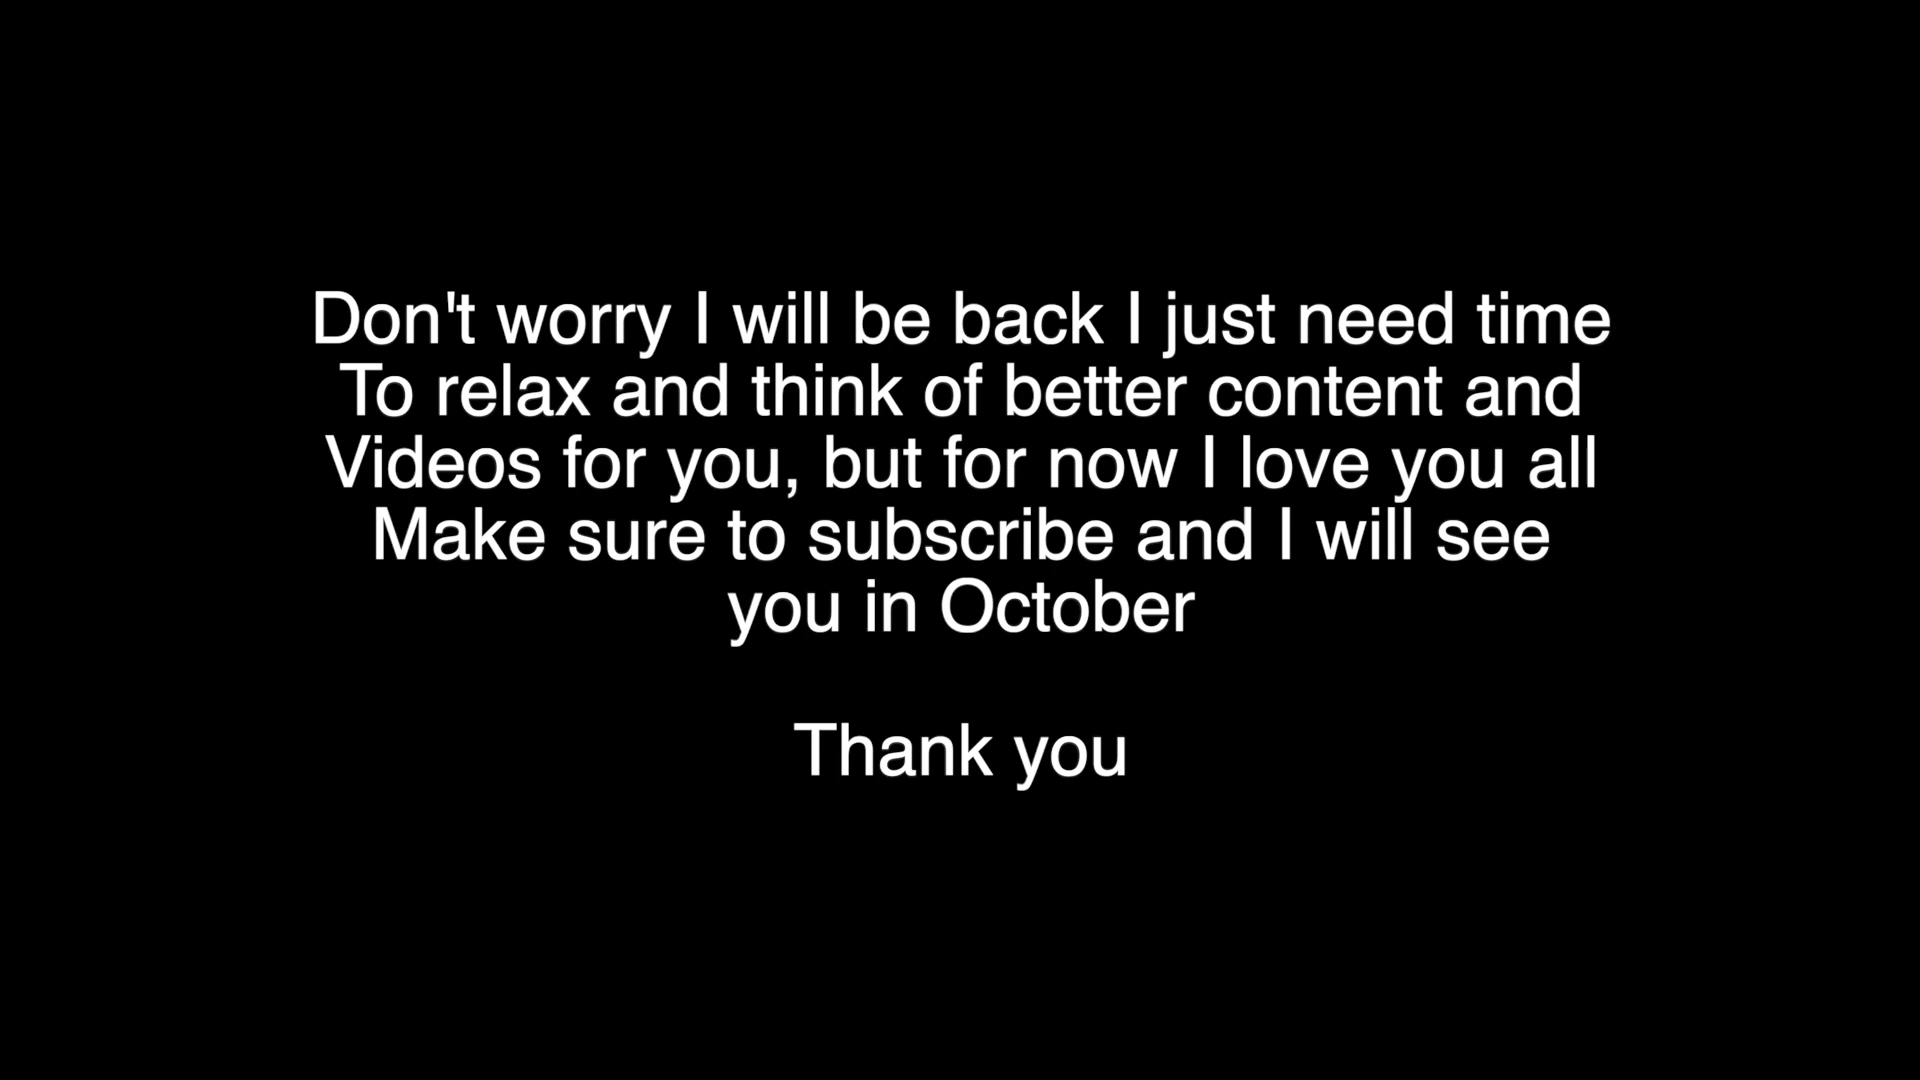 Don't worry I will be back I just need time
To relax and think of better content and
Videos for you, but for now I love you all
Make sure to subscribe and I will see
you in October
Thank you